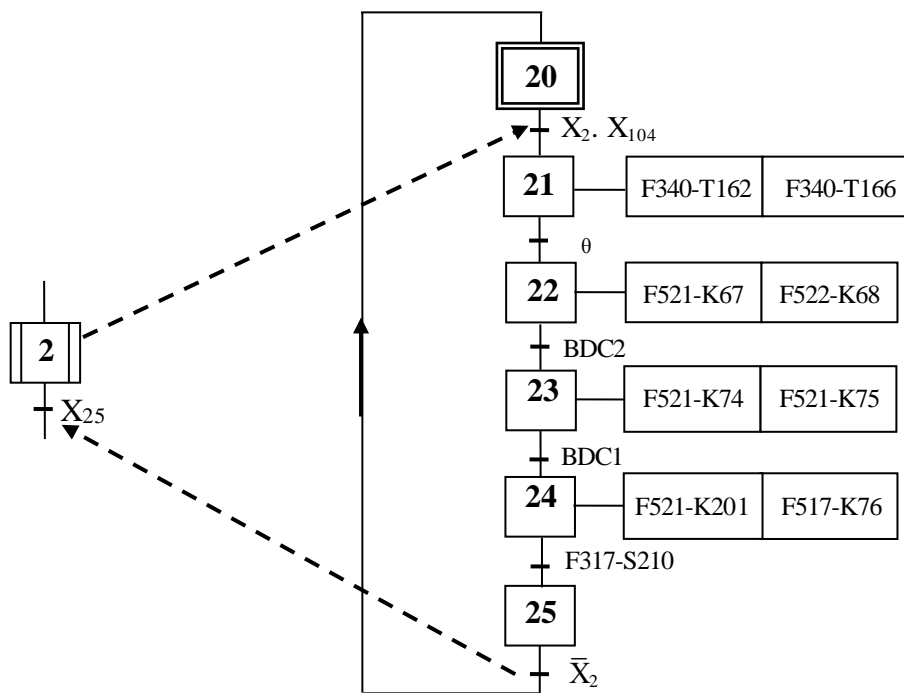 20
X₂. X₁₀₄
21
F340-T162 F340-T166
θ
22
F521-K67 F522-K68
2
BDC2
23
F521-K74 F521-K75
X₂₅
BDC1
24
F521-K201 F517-K76
F317-S210
25
X̅₂